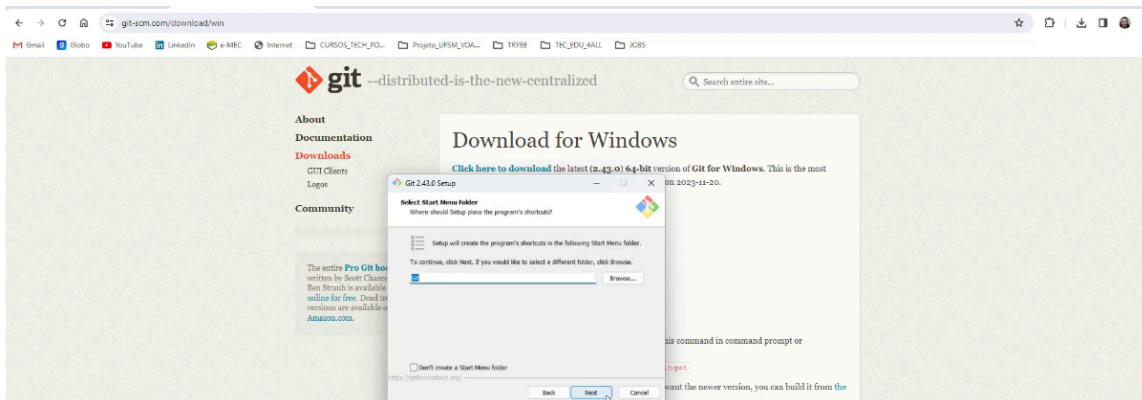 git-scm.com/download/win
Gmail Globo YouTube LinkedIn e-MEC Internet CURSOS_TECH_PO... Projeto_UFSM_VOA... TRYBE TEC_EDU_4ALL JOBS
git --distributed-is-the-new-centralized
Search entire site...
About
Documentation
Downloads
GUI Clients
Logos
Community
The entire Pro Git boo
written by Scott Chacon
Ben Straub is available
online for free. Dead tr
versions are available o
Amazon.com.
Download for Windows
Click here to download the latest (2.43.0) 64-bit version of Git for Windows. This is the most
on 2023-11-20.
Git 2.43.0 Setup
Select Start Menu Folder
Where should Setup place the program's shortcuts?
Setup will create the program's shortcuts in the following Start Menu folder.
To continue, click Next. If you would like to select a different folder, click Browse.
Git
Browse...
Don't create a Start Menu folder
https://gitforwindows.org/
Back Next Cancel
his command in command prompt or
inget
want the newer version, you can build it from the